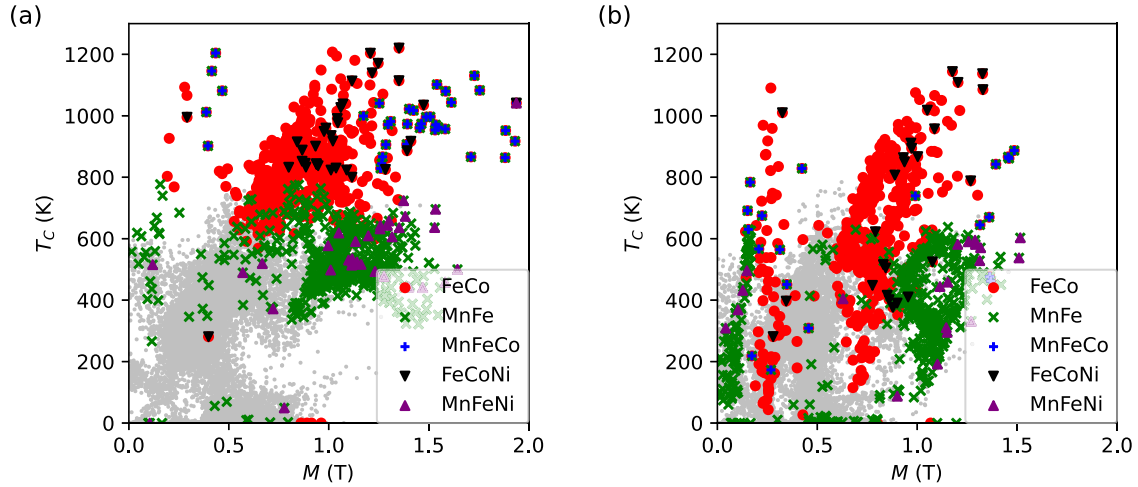 (a)
1200
1000
800
600
400
200
0
T_C (K)
0.0 0.5 1.0 1.5 2.0
M (T)
FeCo
MnFe
MnFeCo
FeCoNi
MnFeNi
(b)
1200
1000
800
600
400
200
0
T_C (K)
0.0 0.5 1.0 1.5 2.0
M (T)
FeCo
MnFe
MnFeCo
FeCoNi
MnFeNi